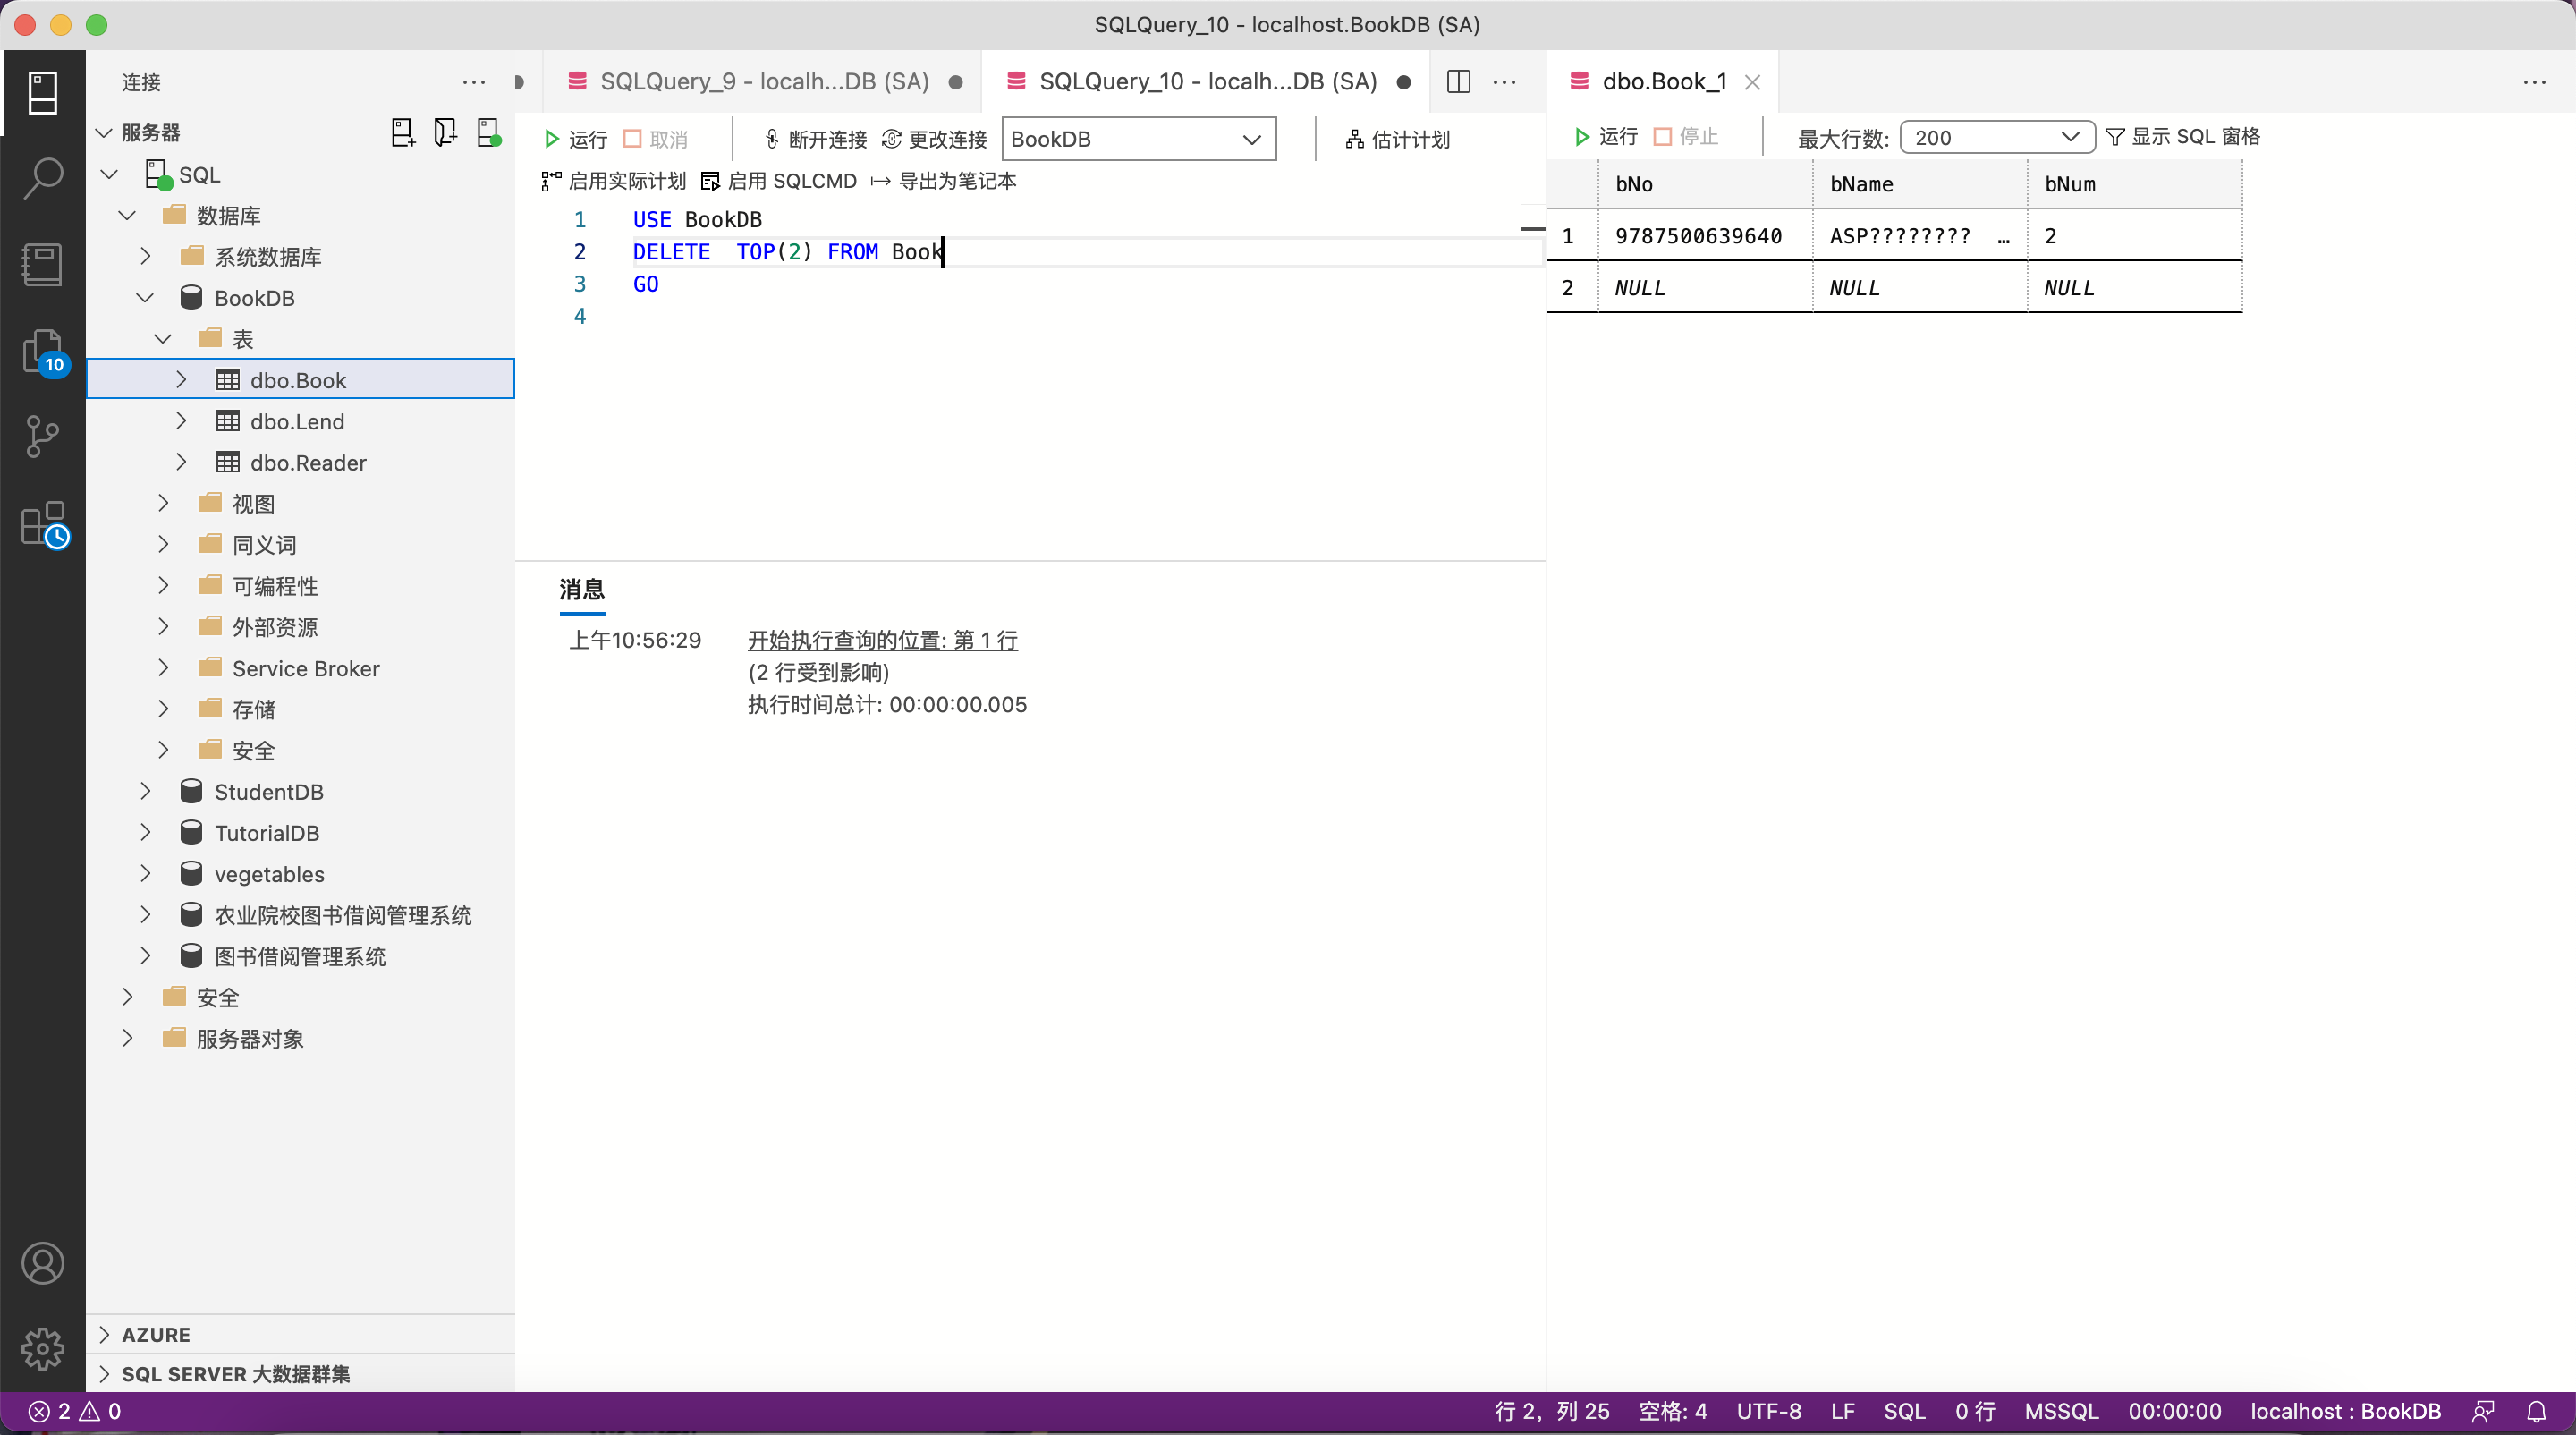 SQLQuery_10 - localhost.BookDB (SA)
连接
SQLQuery_9 - localh...DB (SA)
SQLQuery_10 - localh...DB (SA)
dbo.Book_1
服务器
SQL
数据库
系统数据库
BookDB
表
dbo.Book
dbo.Lend
dbo.Reader
视图
同义词
可编程性
外部资源
Service Broker
存储
安全
StudentDB
TutorialDB
vegetables
农业院校图书借阅管理系统
图书借阅管理系统
安全
服务器对象
AZURE
SQL SERVER 大数据群集
10
运行 取消 断开连接 更改连接 BookDB 估计计划
启用实际计划 启用 SQLCMD 导出为笔记本
1 USE BookDB
2 DELETE  TOP(2) FROM Book
3 GO
4
消息
上午10:56:29 开始执行查询的位置: 第 1 行
(2 行受到影响)
执行时间总计: 00:00:00.005
运行 停止 最大行数: 200 显示 SQL 窗格
bNo bName bNum
1 9787500639640 ASP???????? … 2
2 NULL NULL NULL
2 0 行 2，列 25 空格: 4 UTF-8 LF SQL 0 行 MSSQL 00:00:00 localhost : BookDB